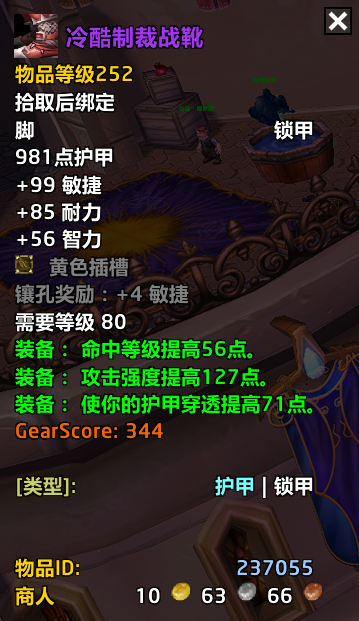 冷酷制裁战靴
物品等级252
拾取后绑定
脚 锁甲
981点护甲
+99 敏捷
+85 耐力
+56 智力
黄色插槽
镶孔奖励：+4 敏捷
需要等级 80
装备：命中等级提高56点。
装备：攻击强度提高127点。
装备：使你的护甲穿透提高71点。
GearScore: 344
[类型]: 护甲 | 锁甲
物品ID: 237055
商人 10 63 66